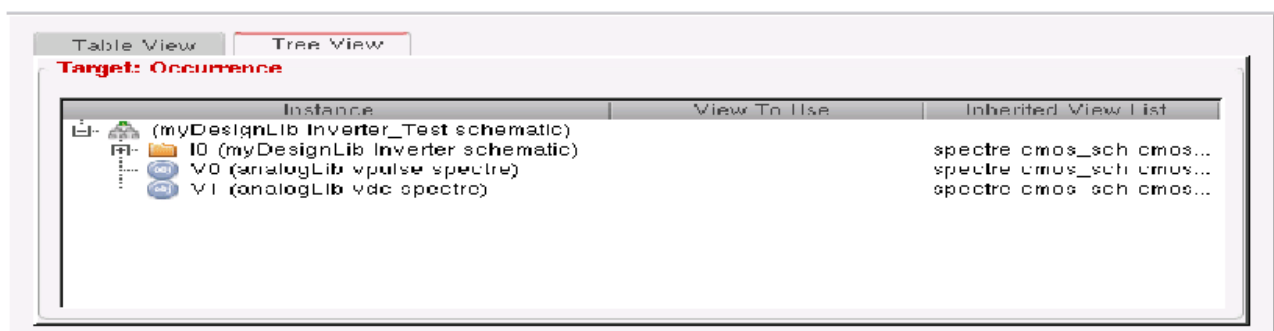 Table View Tree View
Target: Occurrence
Instance View To Use Inherited View List
(myDesignLib Inverter_Test schematic)
I0 (myDesignLib Inverter schematic) spectre cmos_sch cmos...
V0 (analogLib vpulse spectre) spectre cmos_sch cmos...
V1 (analogLib vdc spectre) spectre cmos_sch cmos...